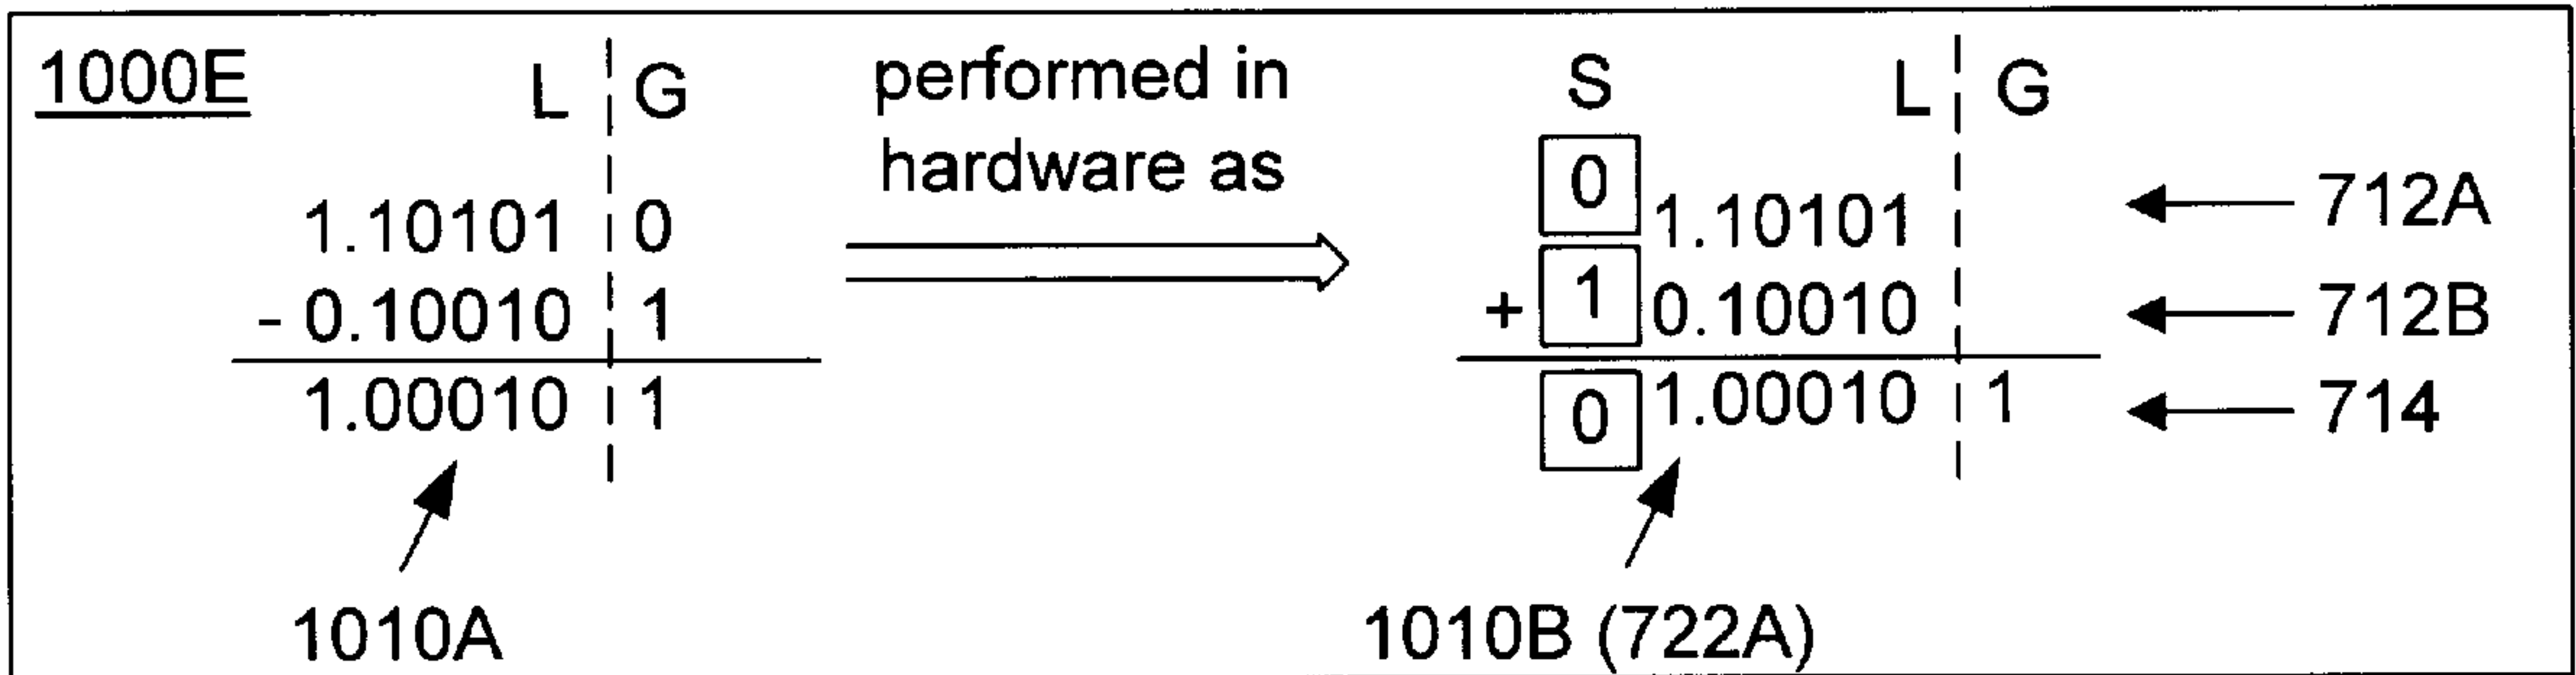 1000E L G performed in S L G
hardware as
0
1.10101 0 1.10101 712A
- 0.10010 1 + 1 0.10010 712B
1.00010 1 0 1.00010 1 714
1010A 1010B (722A)